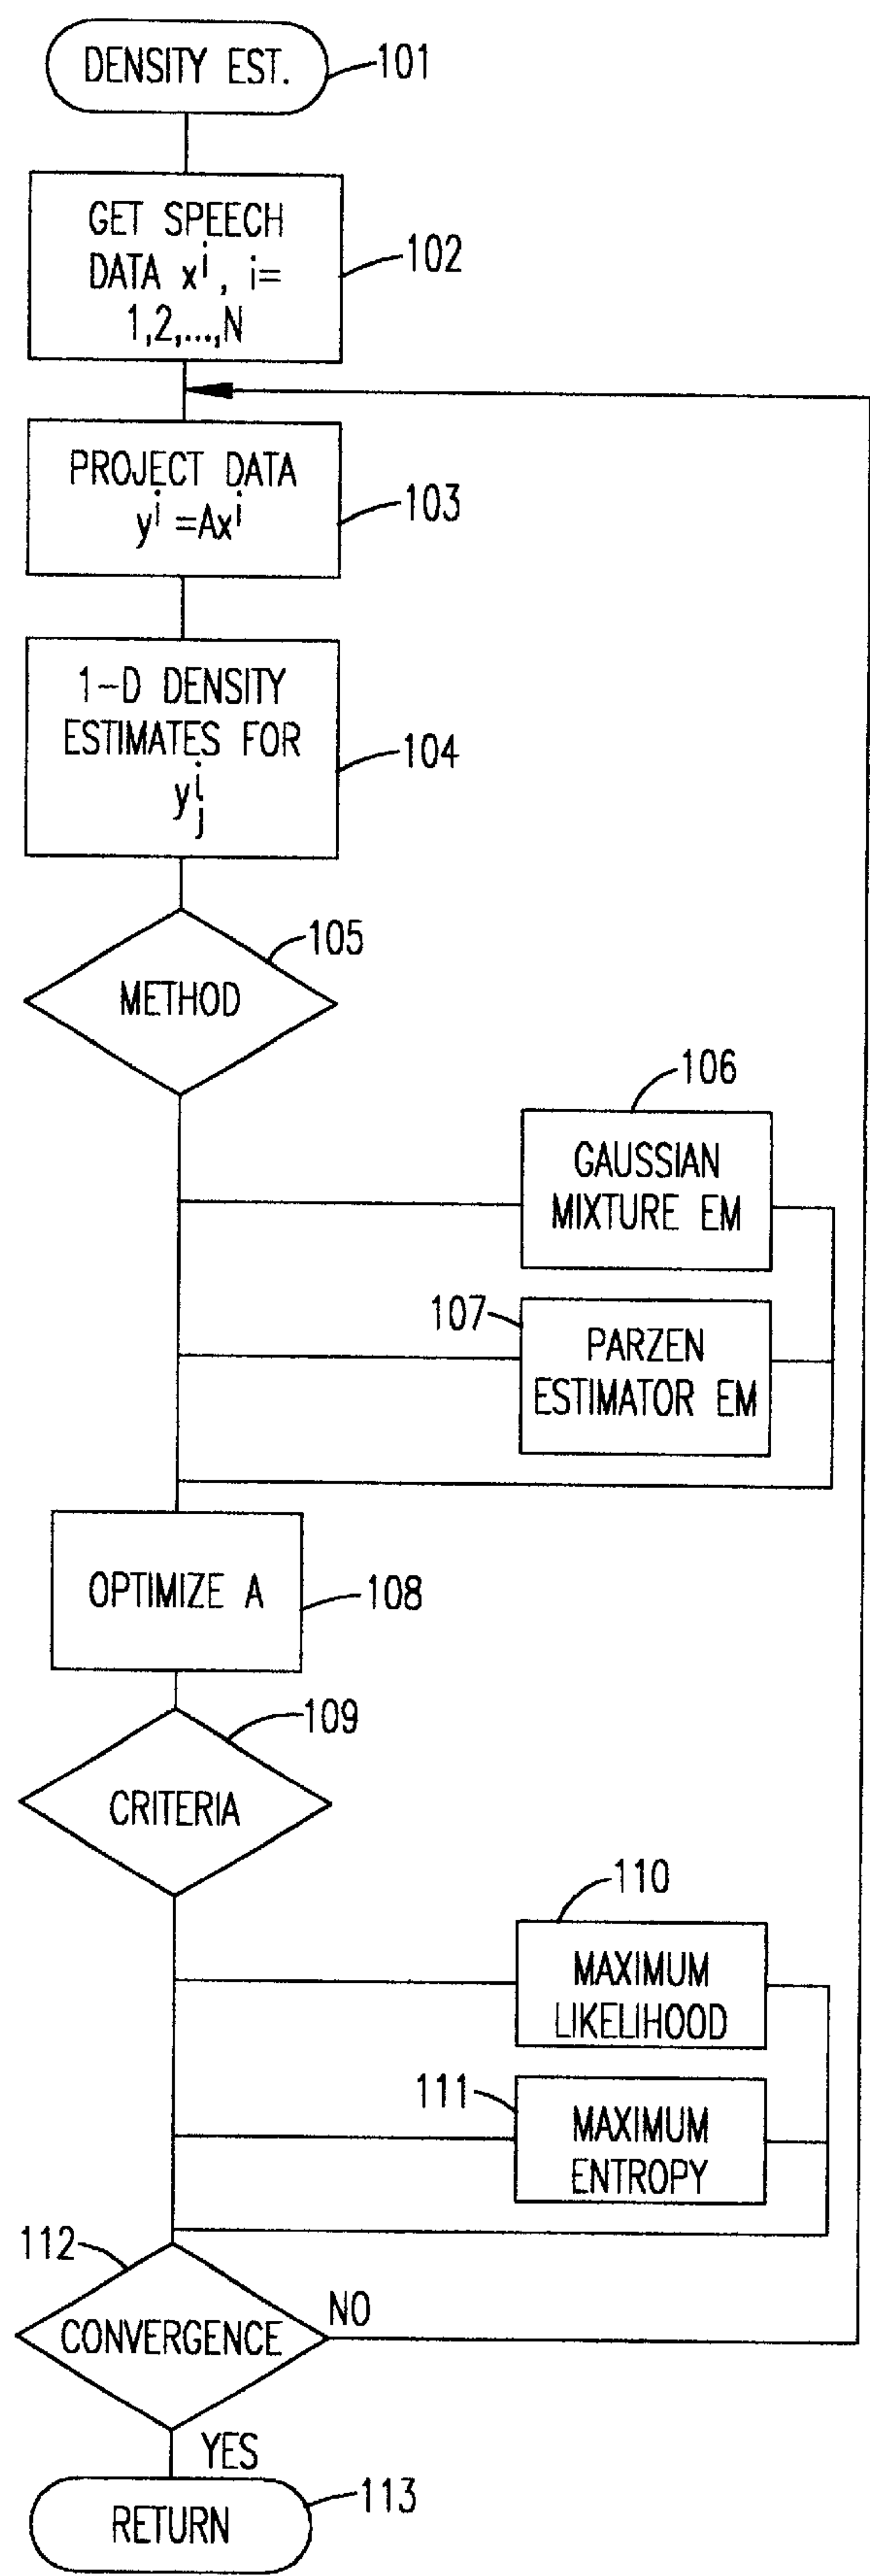 DENSITY EST.
101
GET SPEECH
DATA xⁱ, i=
1,2,...,N
102
PROJECT DATA
yⁱ =Axⁱ
103
1-D DENSITY
ESTIMATES FOR
yⁱⱼ
104
105
METHOD
106
GAUSSIAN
MIXTURE EM
107
PARZEN
ESTIMATOR EM
OPTIMIZE A
108
109
CRITERIA
110
MAXIMUM
LIKELIHOOD
111
MAXIMUM
ENTROPY
112
CONVERGENCE
NO
YES
RETURN
113